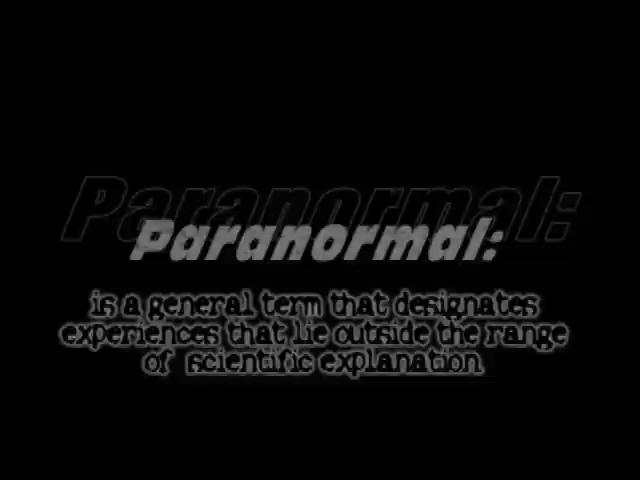 Paranormal:
Paranormal:
is a general term that designates
experiences that lie outside the range
of scientific explanation